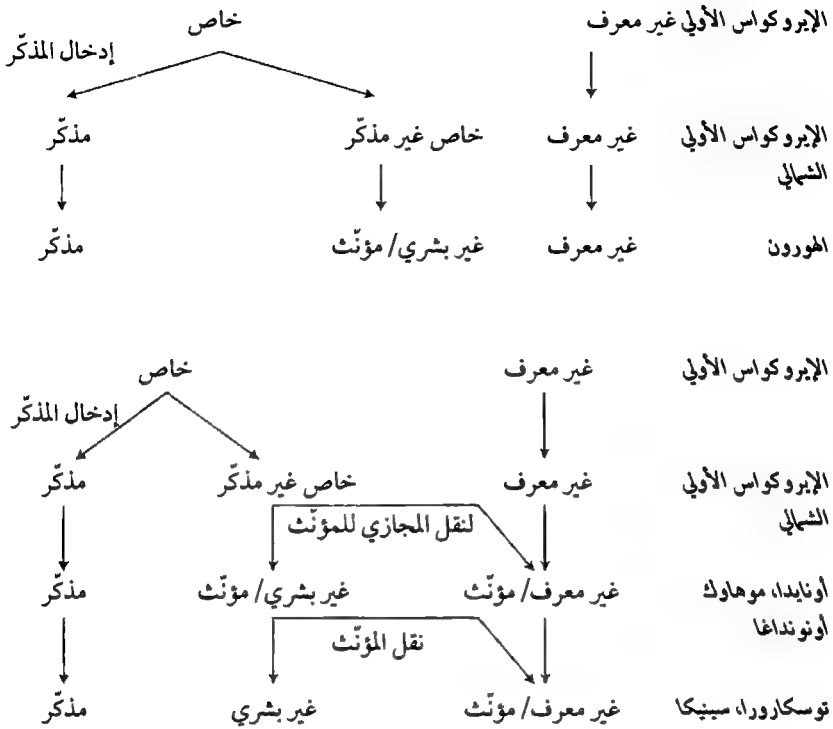 الإيروكواس الأولي غير معرف خاص
إدخال المذكّر
الإيروكواس الأولي غير معرف خاص غير مذكّر مذكّر
الشمالي
الهورون غير معرف غير بشري/ مؤنّث مذكّر
الإيروكواس الأولي غير معرف خاص
إدخال المذكّر
الإيروكواس الأولي غير معرف خاص غير مذكّر مذكّر
الشمالي
لنقل المجازي للمؤنّث
أونايدا، موهاوك غير معرف/ مؤنّث غير بشري/ مؤنّث مذكّر
أونونداغا
نقل المؤنّث
توسكارورا، سينيكا غير معرف/ مؤنّث غير بشري مذكّر